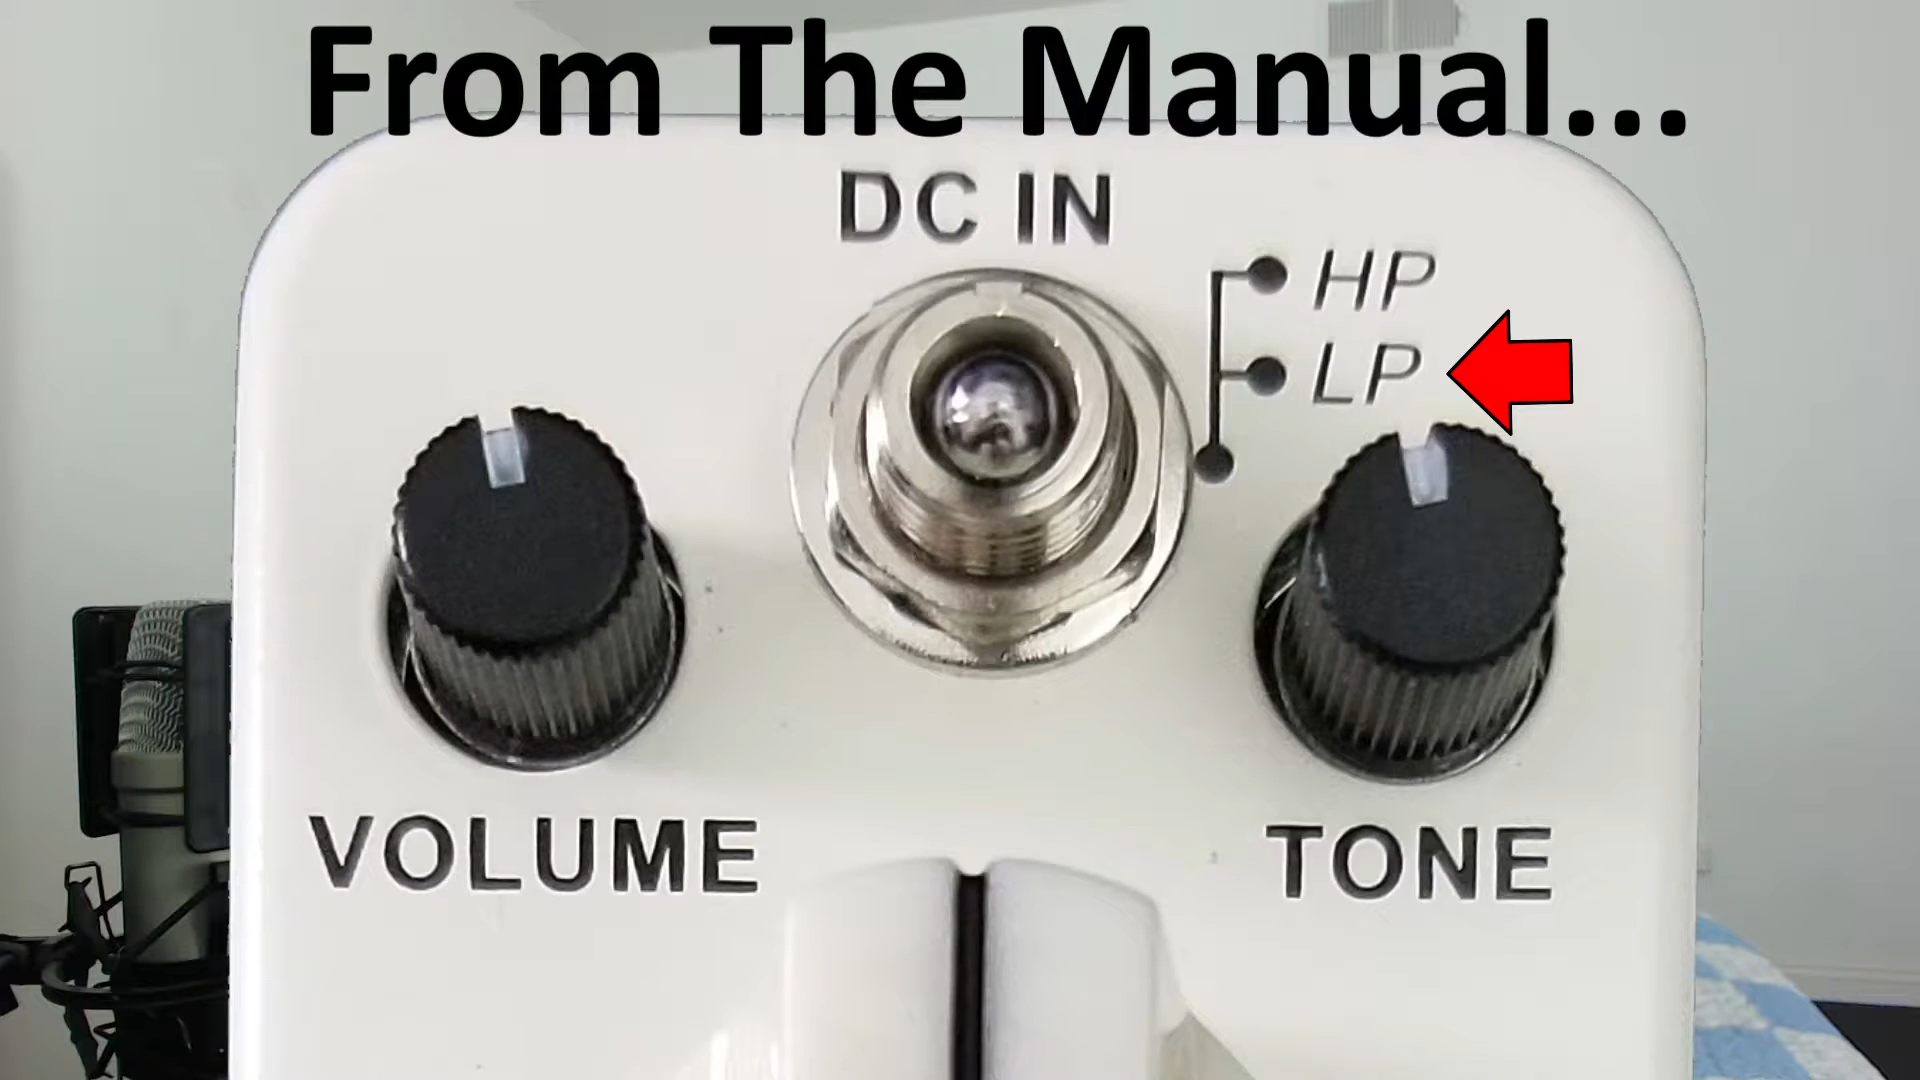 From The Manual...
DC IN
HP
LP
VOLUME
TONE